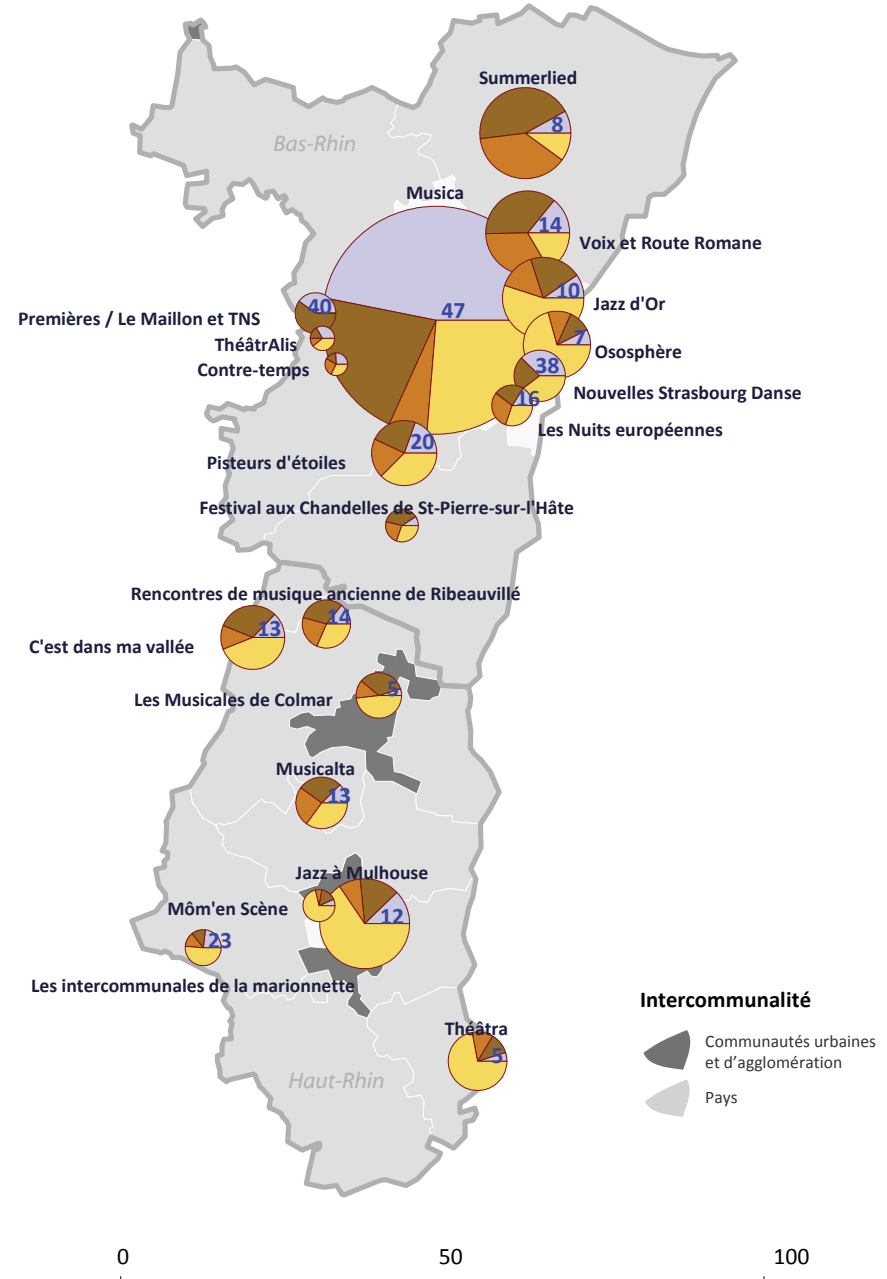 Summerlied
8
Bas-Rhin
Musica
14
Voix et Route Romane
10
Jazz d'Or
40
47
Premières / Le Maillon et TNS
ThéâtrAlis
7
Ososphère
Contre-temps
38
Nouvelles Strasbourg Danse
16
Les Nuits européennes
20
Pisteurs d'étoiles
Festival aux Chandelles de St-Pierre-sur-l'Hâte
Rencontres de musique ancienne de Ribeauvillé
14
13
C'est dans ma vallée
5
Les Musicales de Colmar
Musicalta
13
Jazz à Mulhouse
Môm'en Scène
12
23
Les intercommunales de la marionnette
Intercommunalité
Théâtra
5
Communautés urbaines
et d'agglomération
Haut-Rhin
Pays
0 50 100